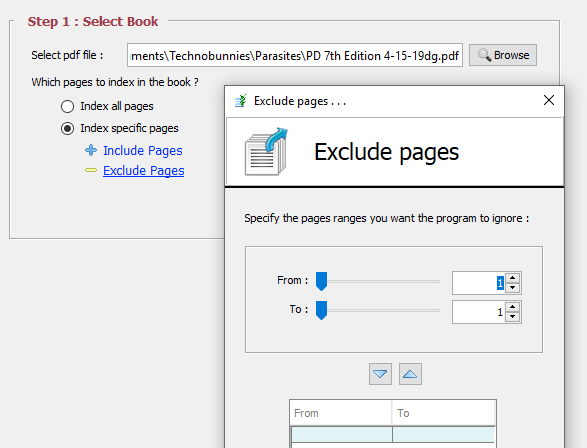 Step 1 : Select Book
Select pdf file :
ments\Technobunnies\Parasites\PD 7th Edition 4-15-19dg.pdf
Browse
Which pages to index in the book ?
Index all pages
Index specific pages
Include Pages
Exclude Pages
Exclude pages . . .
Exclude pages
Specify the pages ranges you want the program to ignore :
From : 1
To : 1
From To